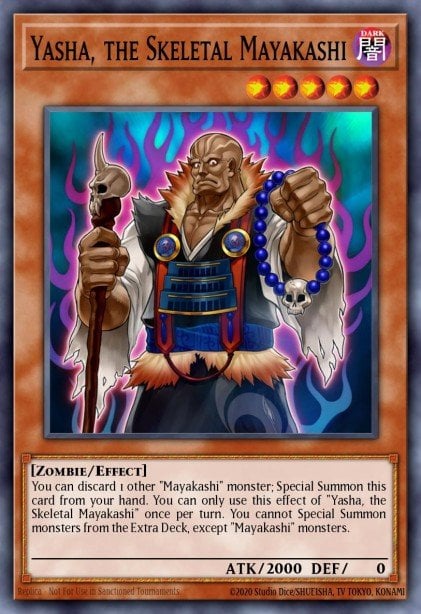 Yasha, the Skeletal Mayakashi
DARK
闇
[Zombie/Effect]
You can discard 1 other "Mayakashi" monster; Special Summon this
card from your hand. You can only use this effect of "Yasha, the
Skeletal Mayakashi" once per turn. You cannot Special Summon
monsters from the Extra Deck, except "Mayakashi" monsters.
ATK/2000 DEF/ 0
Replica - Not For Use in Sanctioned Tournaments
©2020 Studio Dice/SHUEISHA, TV TOKYO, KONAMI